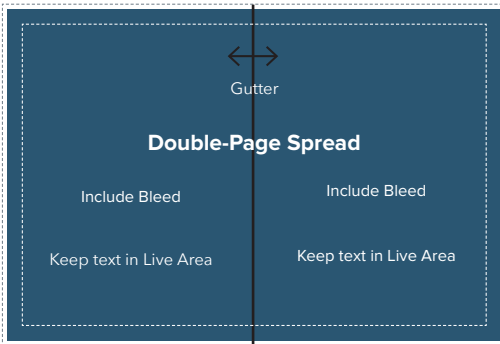 Gutter
Double-Page Spread
Include Bleed
Include Bleed
Keep text in Live Area
Keep text in Live Area